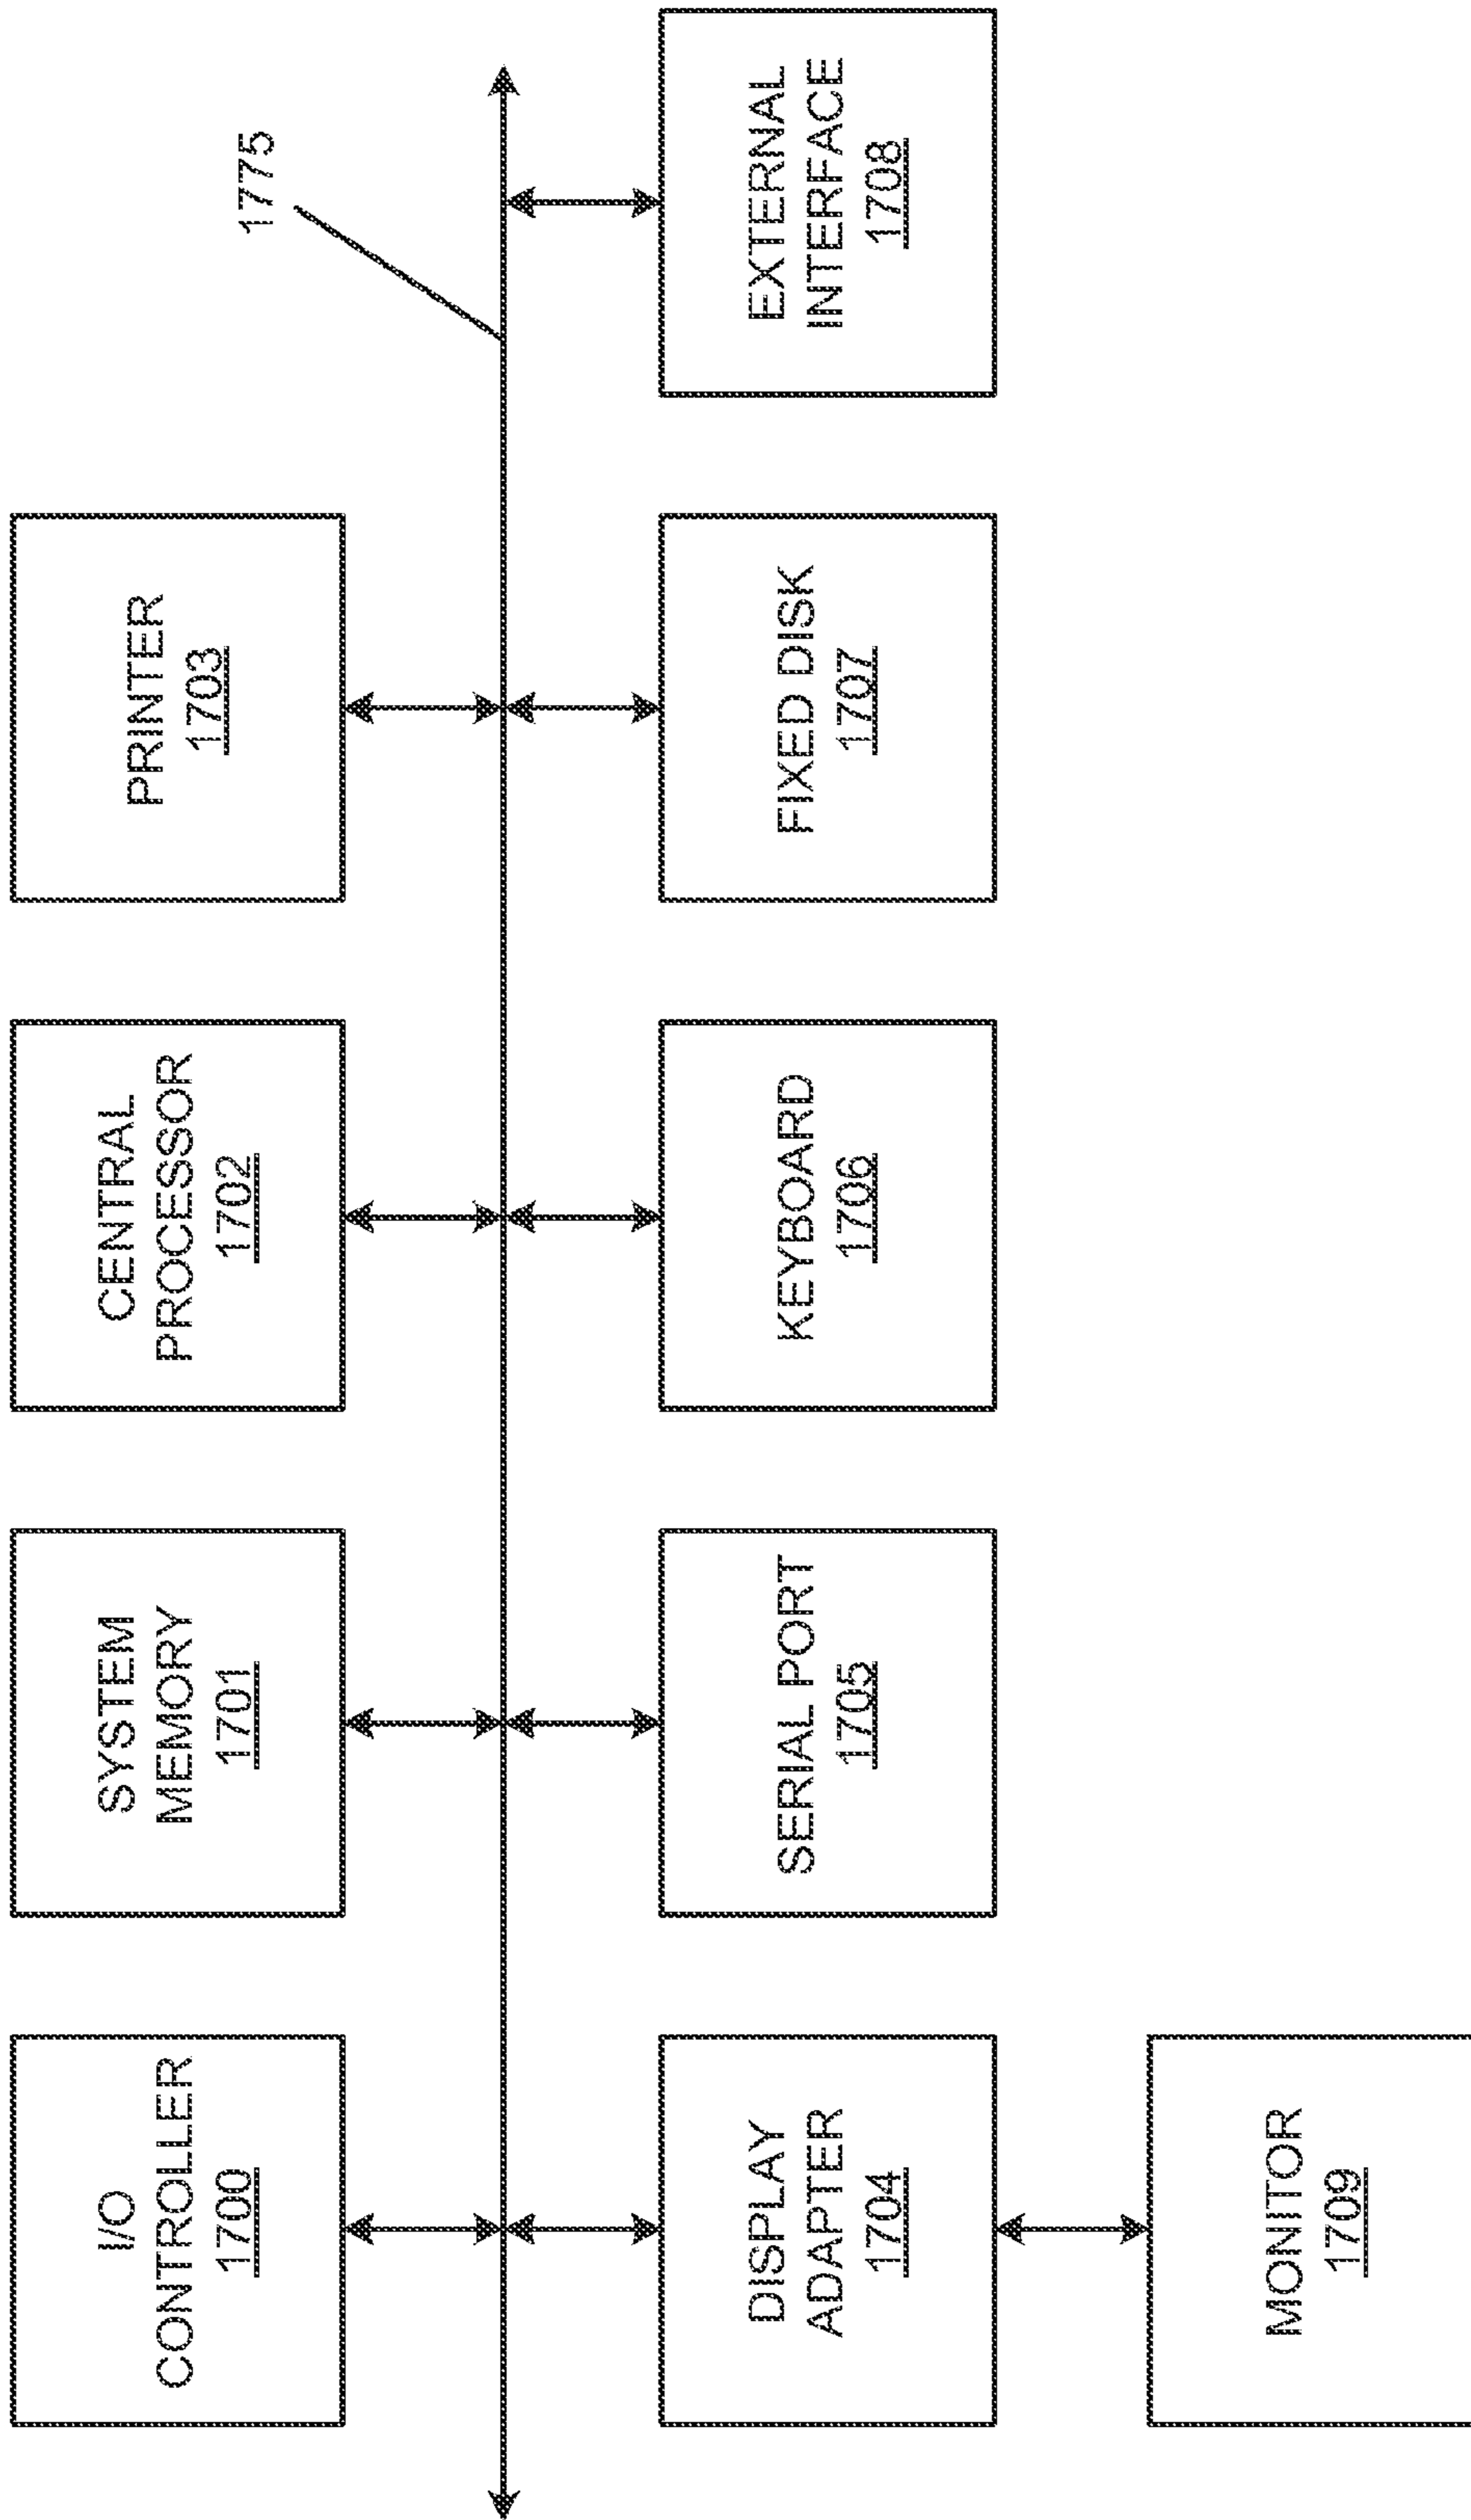 I/O
CONTROLLER
1700
SYSTEM
MEMORY
1701
CENTRAL
PROCESSOR
1702
PRINTER
1703
1775
DISPLAY
ADAPTER
1704
SERIAL PORT
1705
KEYBOARD
1706
FIXED DISK
1707
EXTERNAL
INTERFACE
1708
MONITOR
1709